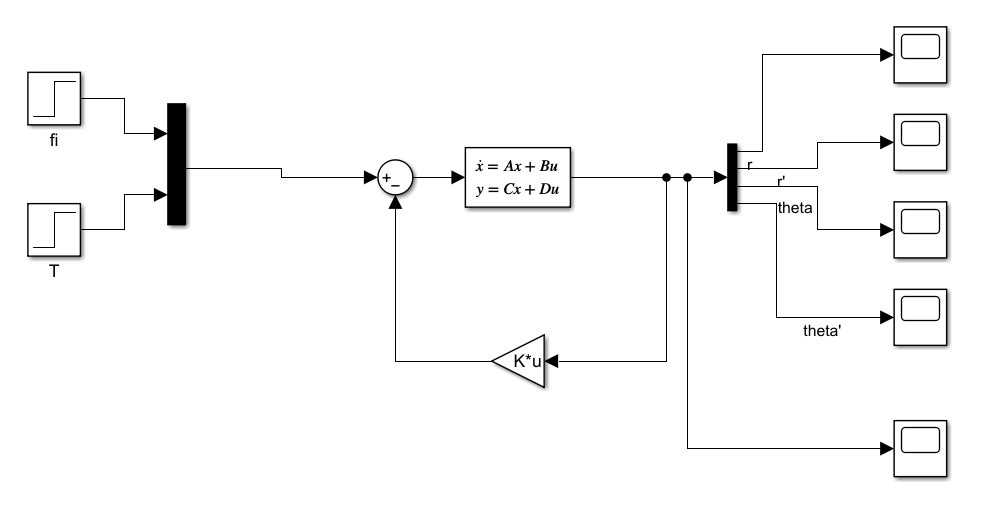 fi
T
+
−
ẋ = Ax + Bu
y = Cx + Du
K*u
r
r'
theta
theta'